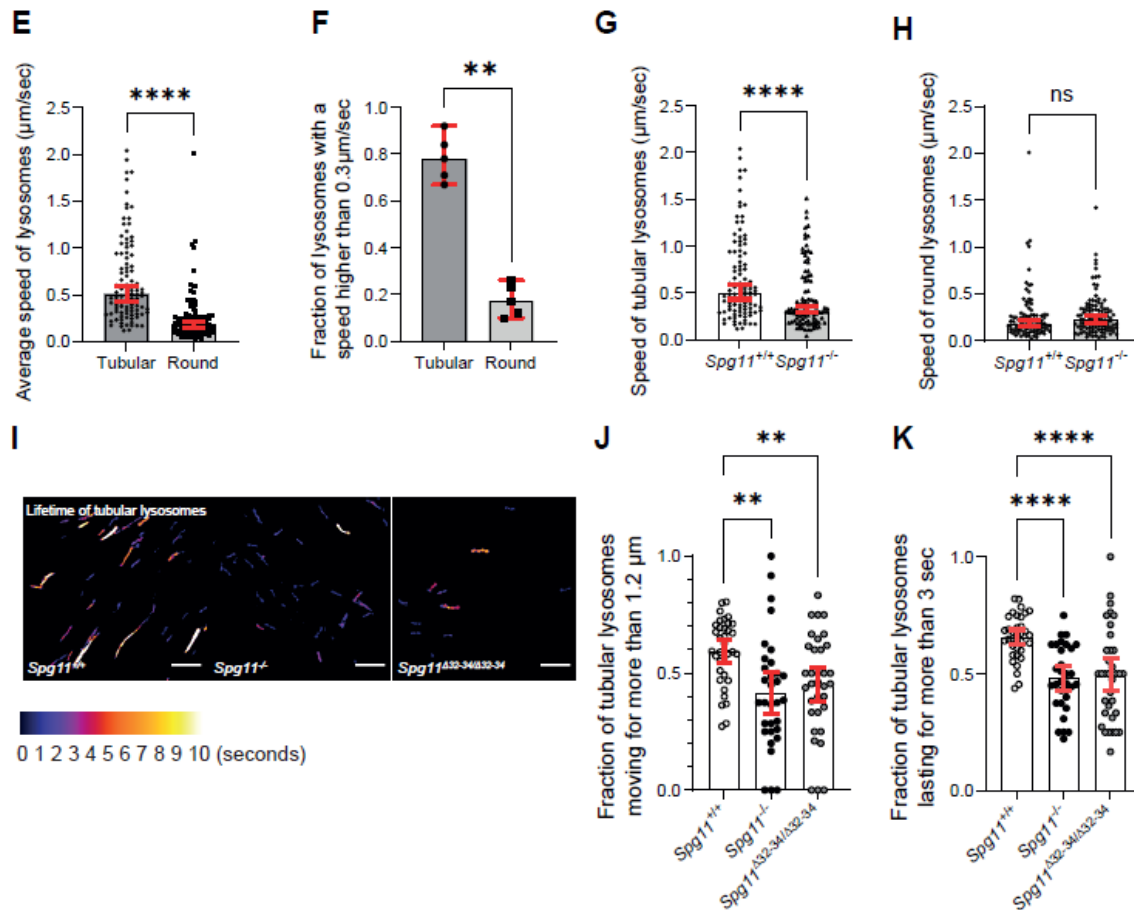 E
Average speed of lysosomes (µm/sec)
2.5
2.0
1.5
1.0
0.5
0.0
****
Tubular Round
F
Fraction of lysosomes with a
speed higher than 0.3µm/sec
1.0
0.8
0.6
0.4
0.2
0.0
**
Tubular Round
G
Speed of tubular lysosomes (µm/sec)
2.5
2.0
1.5
1.0
0.5
0.0
****
Spg11+/+ Spg11-/-
H
Speed of round lysosomes (µm/sec)
2.5
2.0
1.5
1.0
0.5
0.0
ns
Spg11+/+ Spg11-/-
I
Lifetime of tubular lysosomes
Spg11+/+ Spg11-/- Spg11Δ32-34/Δ32-34
0 1 2 3 4 5 6 7 8 9 10 (seconds)
J
Fraction of tubular lysosomes
moving for more than 1.2 µm
1.0
0.5
0.0
**
**
Spg11+/+
Spg11-/-
Spg11Δ32-34/Δ32-34
K
Fraction of tubular lysosomes
lasting for more than 3 sec
1.0
0.5
0.0
****
****
Spg11+/+
Spg11-/-
Spg11Δ32-34/Δ32-34